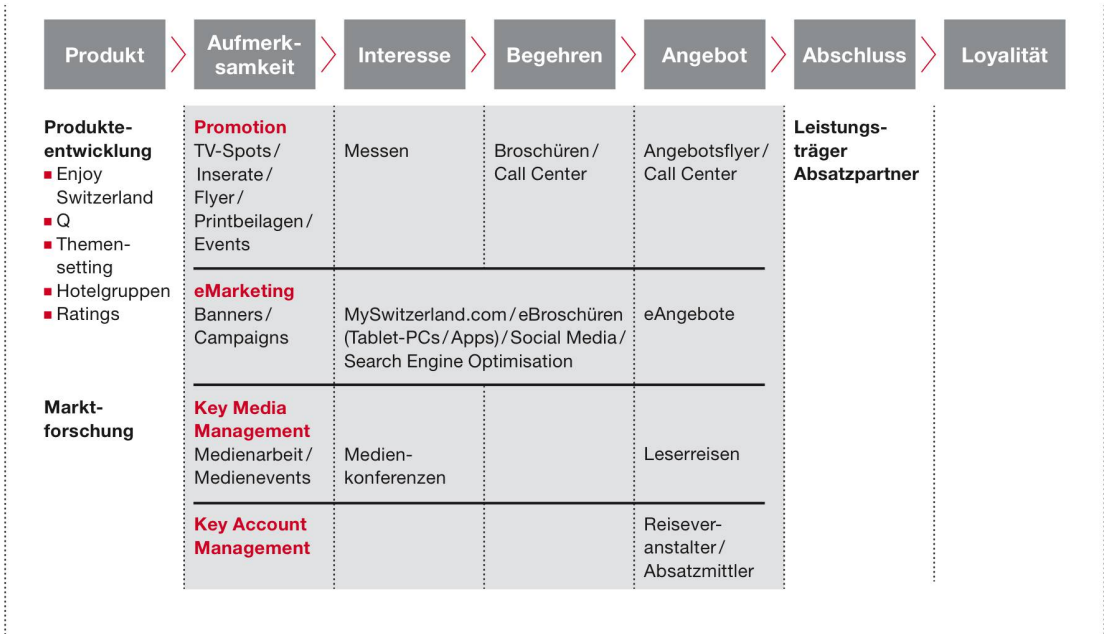 Produkt
Aufmerk-
samkeit
Interesse
Begehren
Angebot
Abschluss
Loyalität
Produkte-
entwicklung
Enjoy
Switzerland
Q
Themen-
setting
Hotelgruppen
Ratings
Markt-
forschung
Promotion
TV-Spots /
Inserate /
Flyer /
Printbeilagen /
Events
Messen
Broschüren /
Call Center
Angebotsflyer /
Call Center
Leistungs-
träger
Absatzpartner
eMarketing
Banners /
Campaigns
MySwitzerland.com / eBroschüren
(Tablet-PCs / Apps) / Social Media /
Search Engine Optimisation
eAngebote
Key Media
Management
Medienarbeit /
Medienevents
Medien-
konferenzen
Leserreisen
Key Account
Management
Reisever-
anstalter /
Absatzmittler